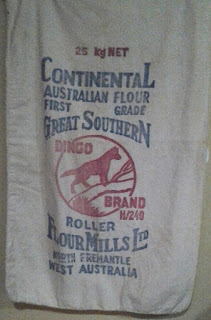 25 kg NET
CONTINENTAL
AUSTRALIAN FLOUR
FIRST GRADE
GREAT SOUTHERN
DINGO
BRAND
H/240
ROLLER
FLOUR MILLS LTD
NORTH FREMANTLE
WEST AUSTRALIA